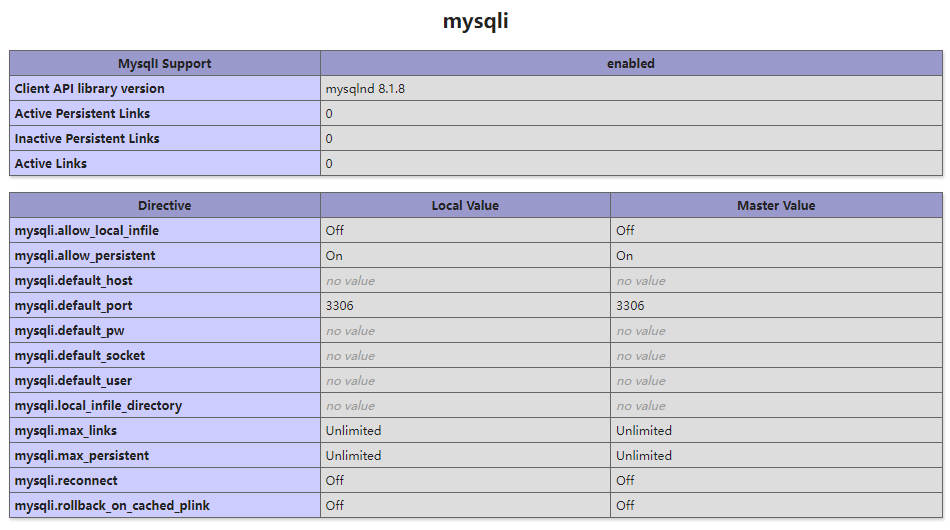 mysqli
MysqlI Support enabled
Client API library version mysqlnd 8.1.8
Active Persistent Links 0
Inactive Persistent Links 0
Active Links 0
Directive Local Value Master Value
mysqli.allow_local_infile Off Off
mysqli.allow_persistent On On
mysqli.default_host no value no value
mysqli.default_port 3306 3306
mysqli.default_pw no value no value
mysqli.default_socket no value no value
mysqli.default_user no value no value
mysqli.local_infile_directory no value no value
mysqli.max_links Unlimited Unlimited
mysqli.max_persistent Unlimited Unlimited
mysqli.reconnect Off Off
mysqli.rollback_on_cached_plink Off Off